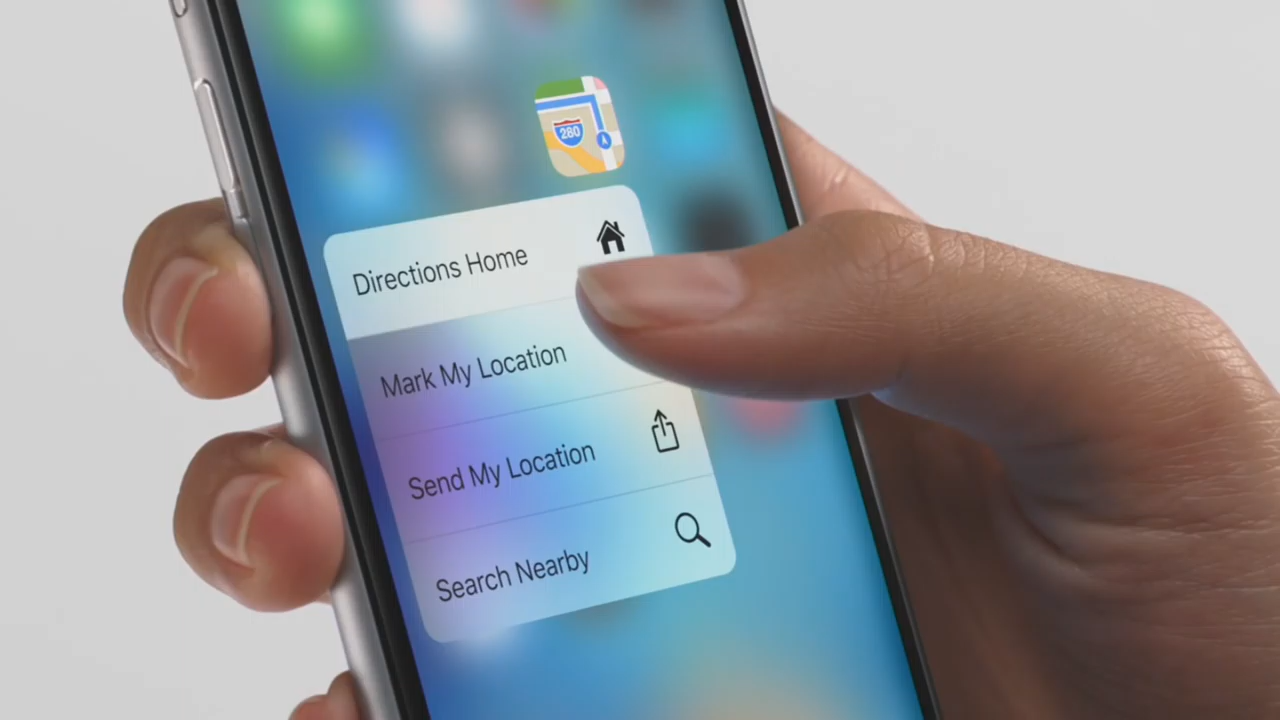 280
Directions Home
Mark My Location
Send My Location
Search Nearby